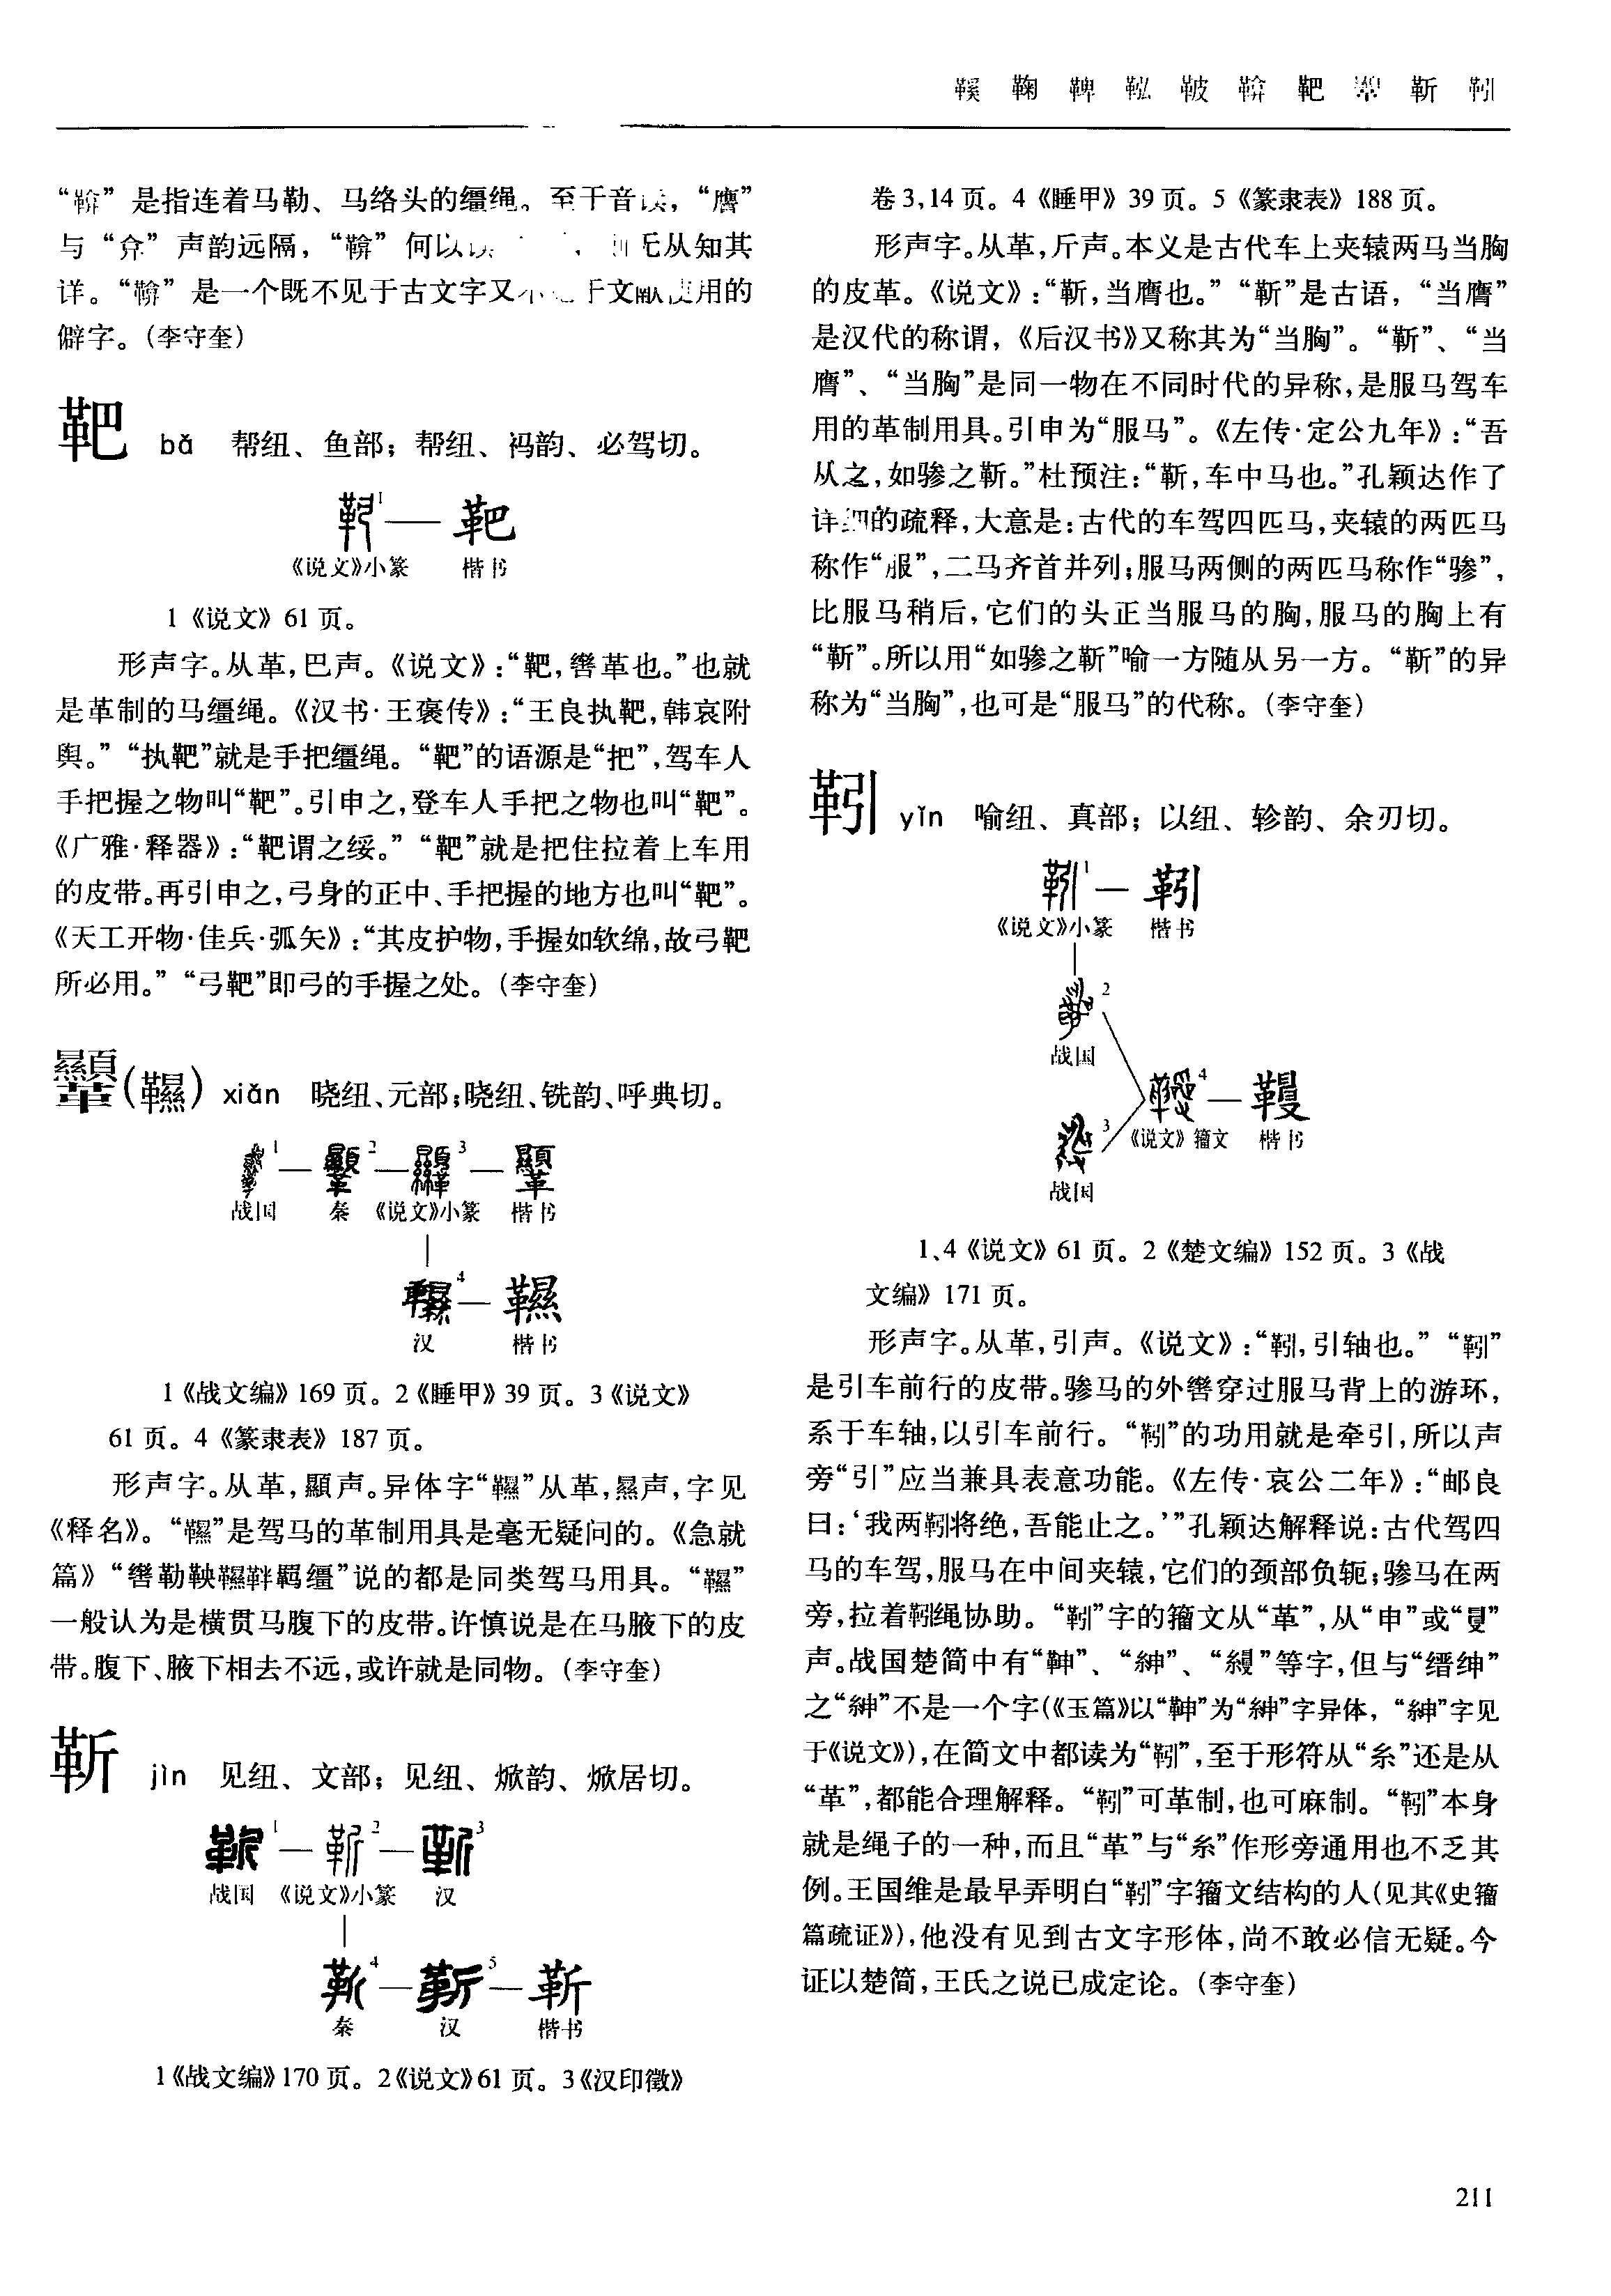 鞵 鞠 鞞 鞃 鞁 鞥 靶 韅 靳 靷
“鞥”是指连着马勒、马络头的缰绳。至于音读，“膺”
与“弇”声韵远隔，“鞥”何以 无从知其
详。“鞥”是一个既不见于古文字又 于文献使用的
僻字。（李守奎）
靶 bǎ 帮纽、鱼部；帮纽、祃韵、必驾切。
1—靶
《说文》小篆 楷书
1《说文》61页。
形声字。从革，巴声。《说文》：“靶，辔革也。”也就
是革制的马缰绳。《汉书·王褒传》：“王良执靶，韩哀附
舆。”“执靶”就是手把缰绳。“靶”的语源是“把”，驾车人
手把握之物叫“靶”。引申之，登车人手把之物也叫“靶”。
《广雅·释器》：“靶谓之绥。”“靶”就是把住拉着上车用
的皮带。再引申之，弓身的正中、手把握的地方也叫“靶”。
《天工开物·佳兵·弧矢》：“其皮护物，手握如软绵，故弓靶
所必用。”“弓靶”即弓的手握之处。（李守奎）
韅(䩤) xiǎn 晓纽、元部；晓纽、铣韵、呼典切。
1—2—3—韅
战国 秦 《说文》小篆 楷书
4—
汉 楷书
1《战文编》169页。2《睡甲》39页。3《说文》
61页。4《篆隶表》187页。
形声字。从革，顯声。异体字“”从革，㬎声，字见
《释名》。“”是驾马的革制用具是毫无疑问的。《急就
篇》“辔勒鞅靽羁缰”说的都是同类驾马用具。“”
一般认为是横贯马腹下的皮带。许慎说是在马腋下的皮
带。腹下、腋下相去不远，或许就是同物。（李守奎）
靳 jìn 见纽、文部；见纽、焮韵、焮居切。
1—2—3
战国 《说文》小篆 汉
4—5—靳
秦 汉 楷书
1《战文编》170页。2《说文》61页。3《汉印徵》
卷3,14页。4《睡甲》39页。5《篆隶表》188页。
形声字。从革，斤声。本义是古代车上夹辕两马当胸
的皮革。《说文》：“靳，当膺也。”“靳”是古语，“当膺”
是汉代的称谓，《后汉书》又称其为“当胸”。“靳”、“当
膺”、“当胸”是同一物在不同时代的异称，是服马驾车
用的革制用具。引申为“服马”。《左传·定公九年》：“吾
从之，如骖之靳。”杜预注：“靳，车中马也。”孔颖达作了
详细的疏释，大意是：古代的车驾四匹马，夹辕的两匹马
称作“服”，二马齐首并列；服马两侧的两匹马称作“骖”，
比服马稍后，它们的头正当服马的胸，服马的胸上有
“靳”。所以用“如骖之靳”喻一方随从另一方。“靳”的异
称为“当胸”，也可是“服马”的代称。（李守奎）
靷 yǐn 喻纽、真部；以纽、轸韵、余刃切。
1—靷
《说文》小篆 楷书
2
战国
4—
《说文》籀文 楷书
3
战国
1、4《说文》61页。2《楚文编》152页。3《战
文编》171页。
形声字。从革，引声。《说文》：“靷，引轴也。”“靷”
是引车前行的皮带。骖马的外辔穿过服马背上的游环，
系于车轴，以引车前行。“靷”的功用就是牵引，所以声
旁“引”应当兼具表意功能。《左传·哀公二年》：“邮良
曰：‘我两靷将绝，吾能止之。’”孔颖达解释说：古代驾四
马的车驾，服马在中间夹辕，它们的颈部负轭；骖马在两
旁，拉着靷绳协助。“靷”字的籀文从“革”，从“申”或“”
声。战国楚简中有“䩠”、“紳”、“”等字，但与“缙绅”
之“紳”不是一个字(《玉篇》以“䩠”为“紳”字异体，“紳”字见
于《说文》)，在简文中都读为“靷”，至于形符从“糸”还是从
“革”，都能合理解释。“靷”可革制，也可麻制。“靷”本身
就是绳子的一种，而且“革”与“糸”作形旁通用也不乏其
例。王国维是最早弄明白“靷”字籀文结构的人(见其《史籀
篇疏证》)，他没有见到古文字形体，尚不敢必信无疑。今
证以楚简，王氏之说已成定论。（李守奎）
211